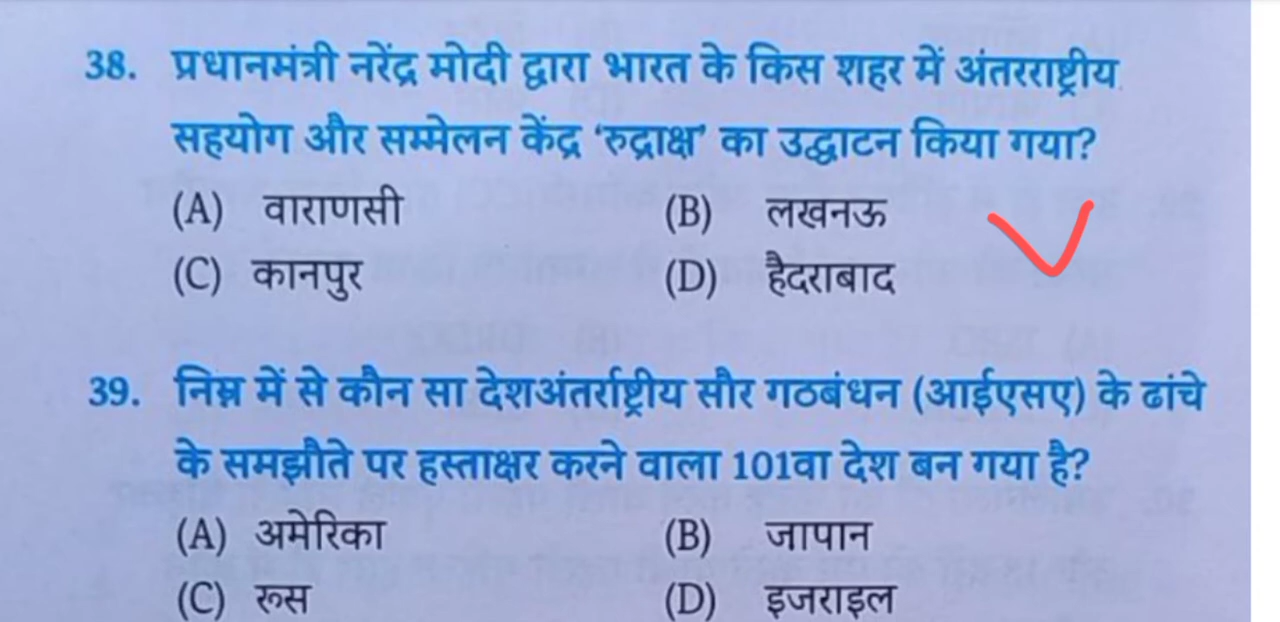 38. प्रधानमंत्री नरेंद्र मोदी द्वारा भारत के किस शहर में अंतरराष्ट्रीय
सहयोग और सम्मेलन केंद्र ‘रुद्राक्ष’ का उद्घाटन किया गया?
(A) वाराणसी (B) लखनऊ
(C) कानपुर (D) हैदराबाद
39. निम्न में से कौन सा देशअंतर्राष्ट्रीय सौर गठबंधन (आईएसए) के ढांचे
के समझौते पर हस्ताक्षर करने वाला 101वा देश बन गया है?
(A) अमेरिका (B) जापान
(C) रूस (D) इजराइल